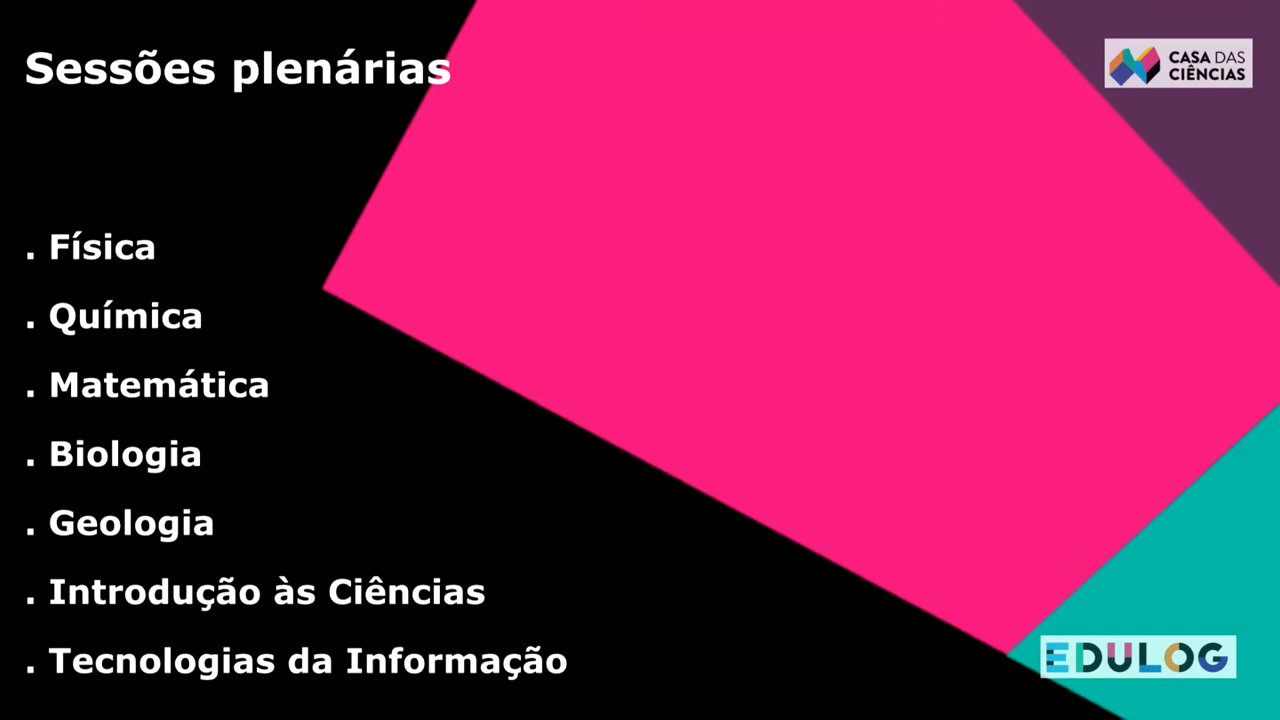 Sessões plenárias
CASA DAS
CIÊNCIAS
. Física
. Química
. Matemática
. Biologia
. Geologia
. Introdução às Ciências
. Tecnologias da Informação
EDULOG